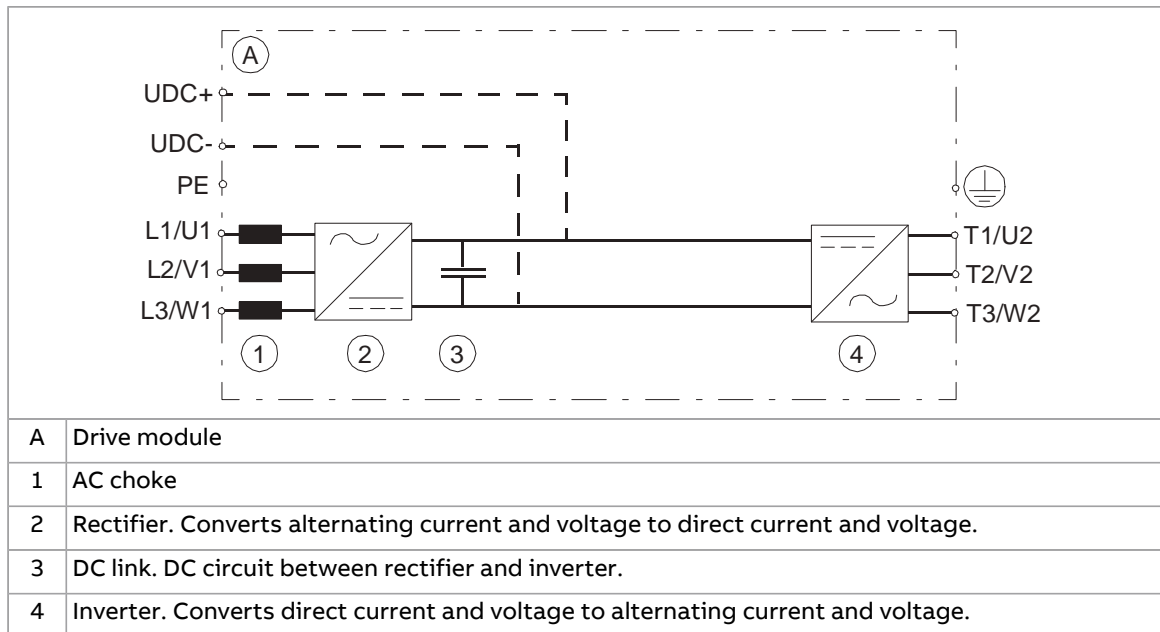 A
UDC+
UDC-
PE
L1/U1
T1/U2
L2/V1
T2/V2
L3/W1
T3/W2
1
2
3
4
A Drive module
1 AC choke
2 Rectifier. Converts alternating current and voltage to direct current and voltage.
3 DC link. DC circuit between rectifier and inverter.
4 Inverter. Converts direct current and voltage to alternating current and voltage.